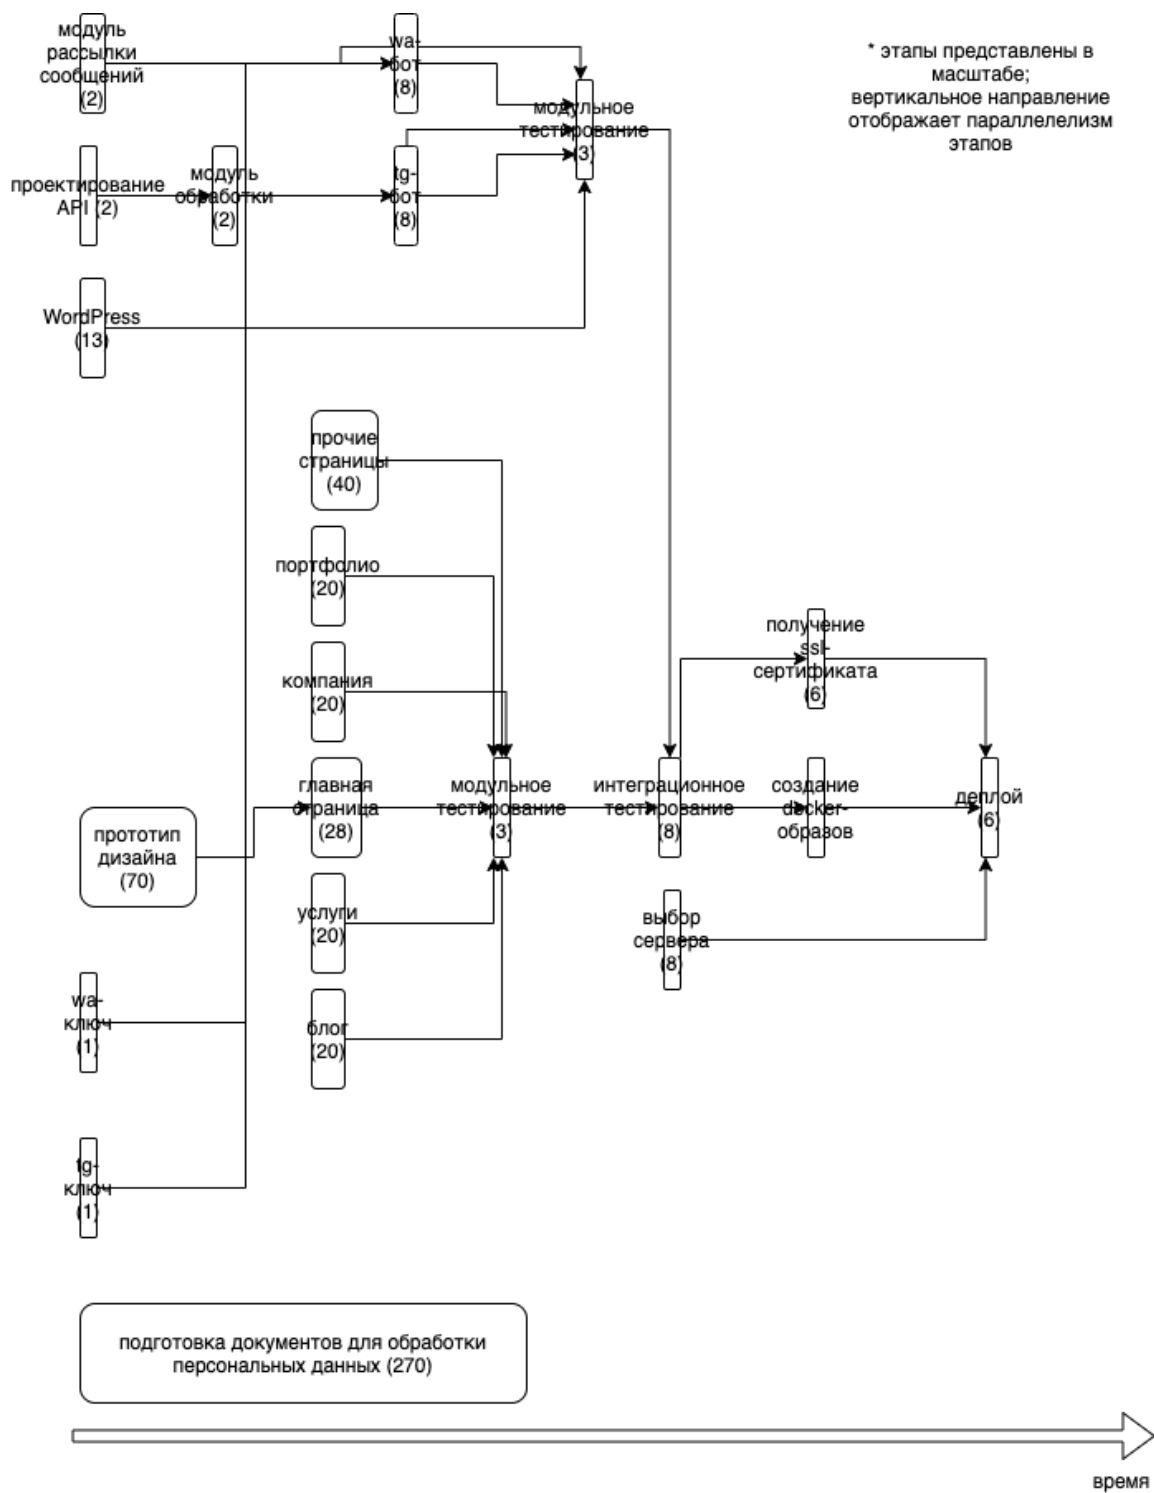 модуль
рассылки
сообщений
(2)
wa-
бот
(8)
* этапы представлены в
масштабе;
вертикальное направление
отображает параллелелизм
этапов
модульное
тестирование
(3)
проектирование
API (2)
модуль
обработки
(2)
tg-
бот
(8)
WordPress
(13)
прочие
страницы
(40)
портфолио
(20)
компания
(20)
получение
ssl-
сертификата
(6)
главная
страница
(28)
модульное
тестирование
(3)
интеграционное
тестирование
(8)
создание
docker-
образов
деплой
(6)
прототип
дизайна
(70)
услуги
(20)
выбор
сервера
(8)
wa-
ключ
(1)
блог
(20)
tg-
ключ
(1)
подготовка документов для обработки
персональных данных (270)
время